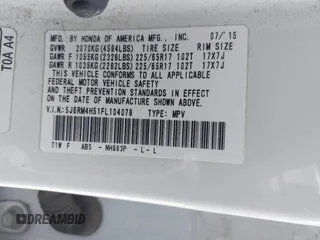 MFD. BY HONDA OF AMERICA MFG., INC. 07/15
GVWR 2070KG(4564LBS) TIRE SIZE RIM SIZE
GAWR F 1055KG(2326LBS) 225/65R17 102T 17X7J
GAWR R 1035KG(2282LBS) 225/65R17 102T 17X7J
THIS VEHICLE CONFORMS TO ALL APPLICABLE
FEDERAL MOTOR VEHICLE SAFETY AND THEFT
PREVENTION STANDARDS IN EFFECT ON THE DATE
OF MANUFACTURE SHOWN ABOVE.
V.I.N.:5J6RM4H51FL104078 TYPE: MPV
T1W F AB5 - NH603P -L-L
T0A A4